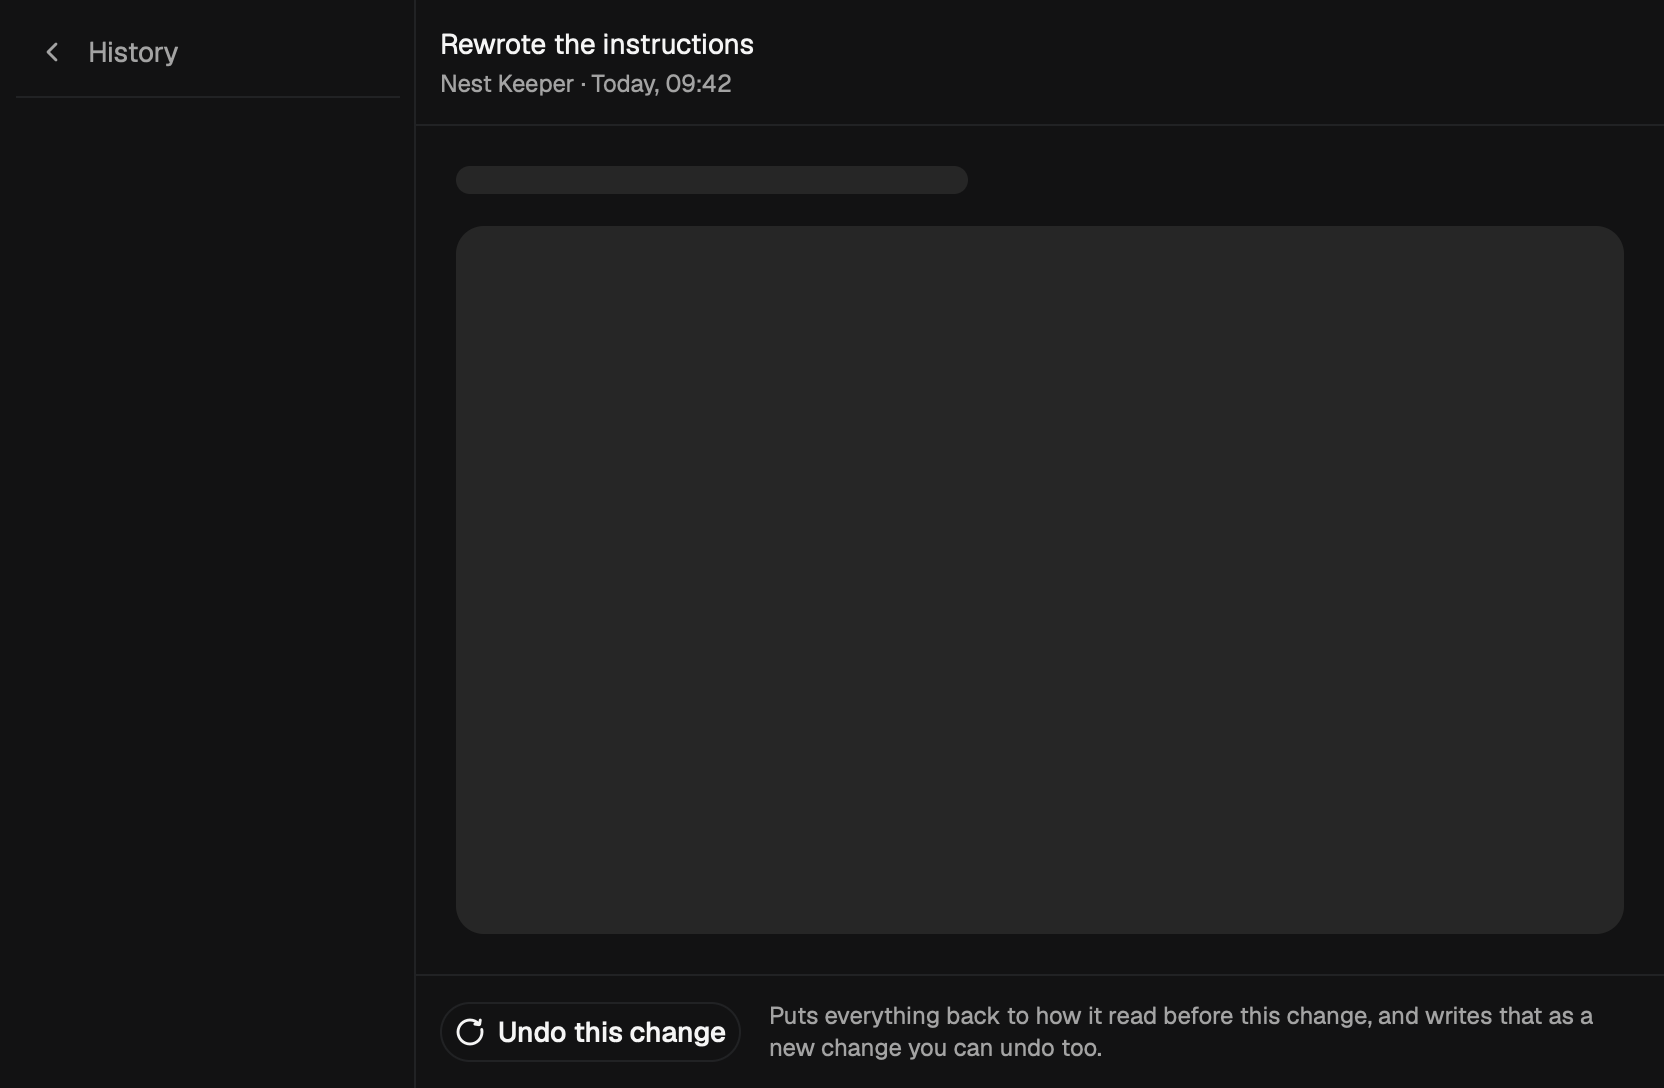 History
Rewrote the instructions
Nest Keeper · Today, 09:42
Undo this change
Puts everything back to how it read before this change, and writes that as a
new change you can undo too.